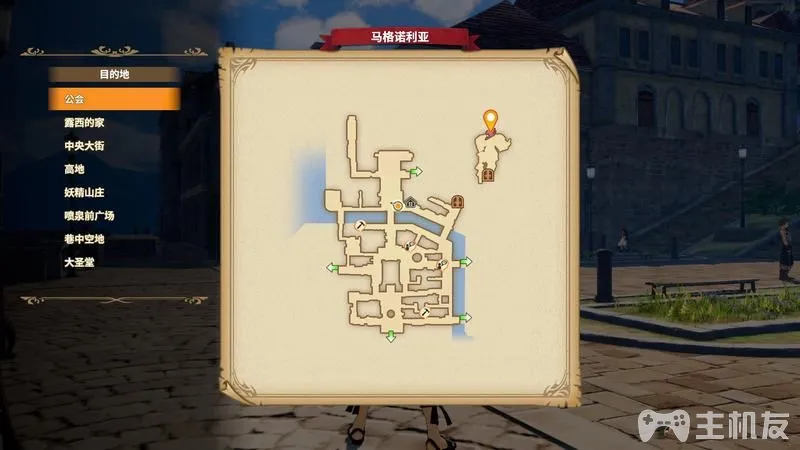 马格诺利亚
目的地
公会
露西的家
中央大街
高地
妖精山庄
喷泉前广场
巷中空地
大圣堂
主机友